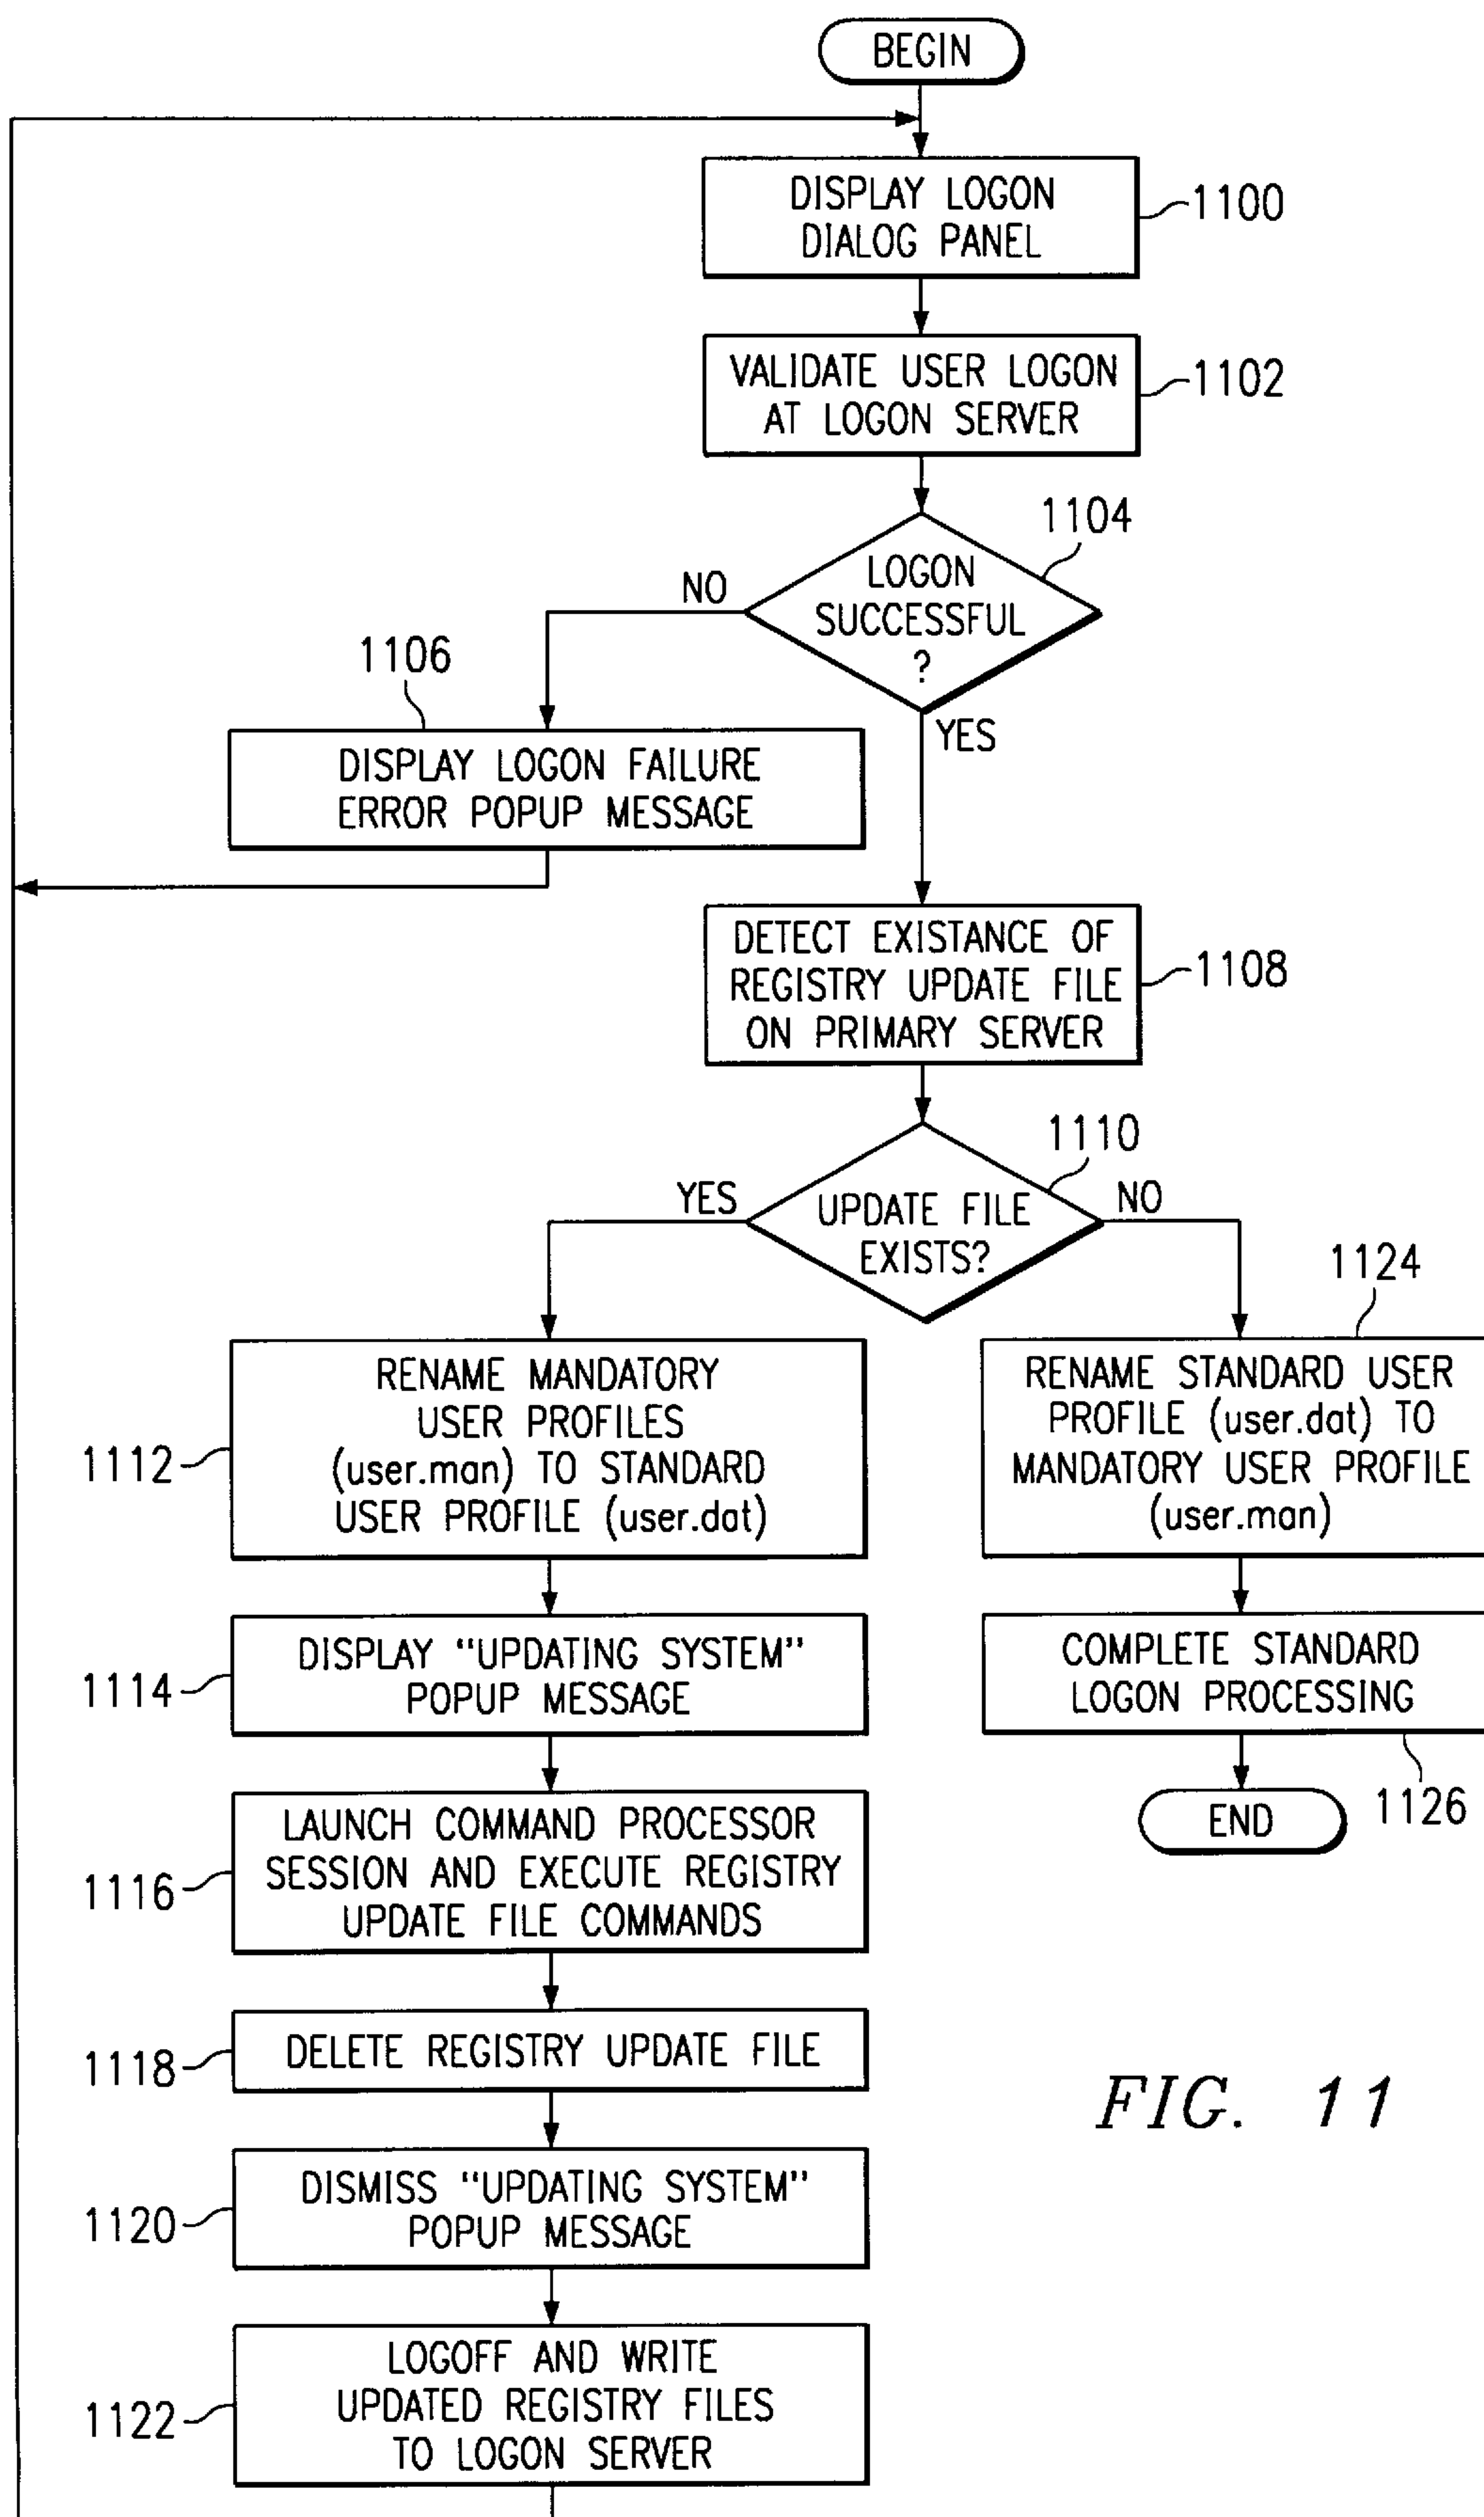 BEGIN
DISPLAY LOGON
DIALOG PANEL
1100
VALIDATE USER LOGON
AT LOGON SERVER
1102
1104
LOGON
SUCCESSFUL
?
NO
YES
1106
DISPLAY LOGON FAILURE
ERROR POPUP MESSAGE
DETECT EXISTANCE OF
REGISTRY UPDATE FILE
ON PRIMARY SERVER
1108
1110
UPDATE FILE
EXISTS?
YES
NO
1112
RENAME MANDATORY
USER PROFILES
(user.man) TO STANDARD
USER PROFILE (user.dat)
1124
RENAME STANDARD USER
PROFILE (user.dat) TO
MANDATORY USER PROFILE
(user.man)
1114
DISPLAY "UPDATING SYSTEM"
POPUP MESSAGE
COMPLETE STANDARD
LOGON PROCESSING
1126
END
1116
LAUNCH COMMAND PROCESSOR
SESSION AND EXECUTE REGISTRY
UPDATE FILE COMMANDS
1118
DELETE REGISTRY UPDATE FILE
1120
DISMISS "UPDATING SYSTEM"
POPUP MESSAGE
1122
LOGOFF AND WRITE
UPDATED REGISTRY FILES
TO LOGON SERVER
FIG. 11